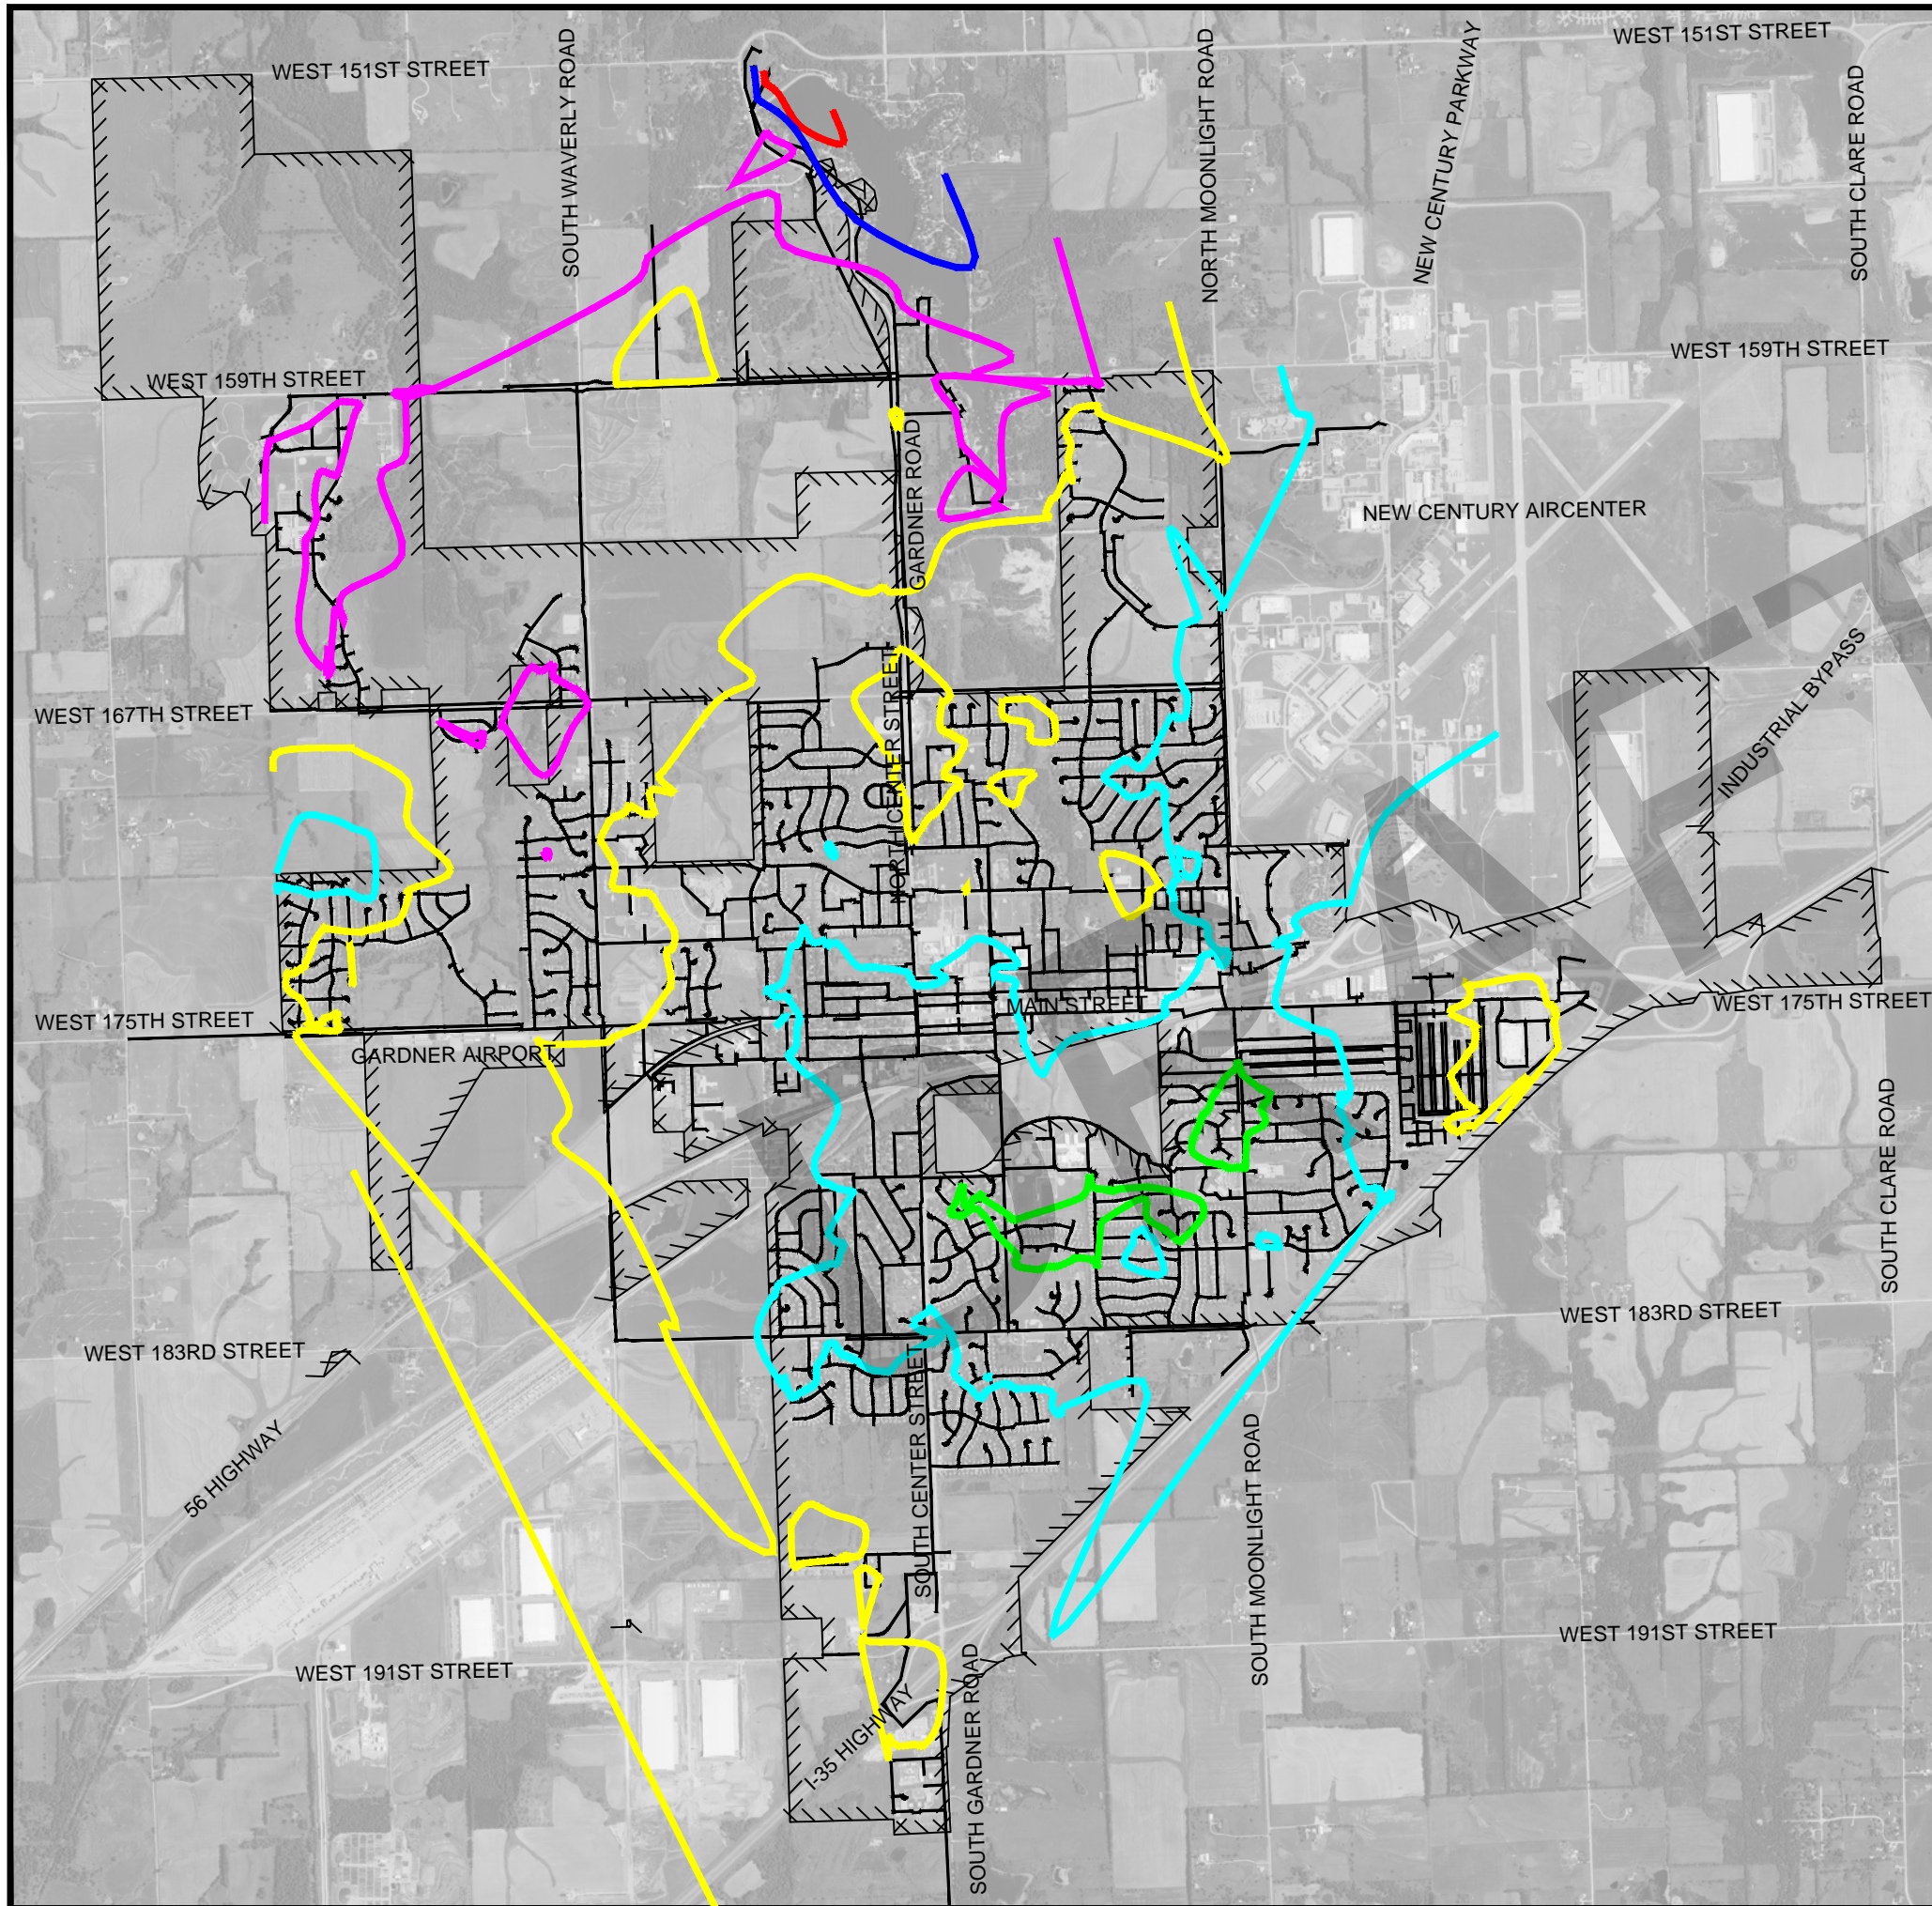 WEST 151ST STREET
WEST 151ST STREET
SOUTH WAVERLY ROAD
NORTH MOONLIGHT ROAD
NEW CENTURY PARKWAY
SOUTH CLARE ROAD
WEST 159TH STREET
WEST 159TH STREET
GARDNER ROAD
NEW CENTURY AIRCENTER
INDUSTRIAL BYPASS
WEST 167TH STREET
NORTH CENTER STREET
MAIN STREET
WEST 175TH STREET
WEST 175TH STREET
GARDNER AIRPORT
DRAFT
SOUTH CLARE ROAD
WEST 183RD STREET
WEST 183RD STREET
56 HIGHWAY
SOUTH CENTER STREET
SOUTH MOONLIGHT ROAD
WEST 191ST STREET
WEST 191ST STREET
I-35 HIGHWAY
SOUTH GARDNER ROAD